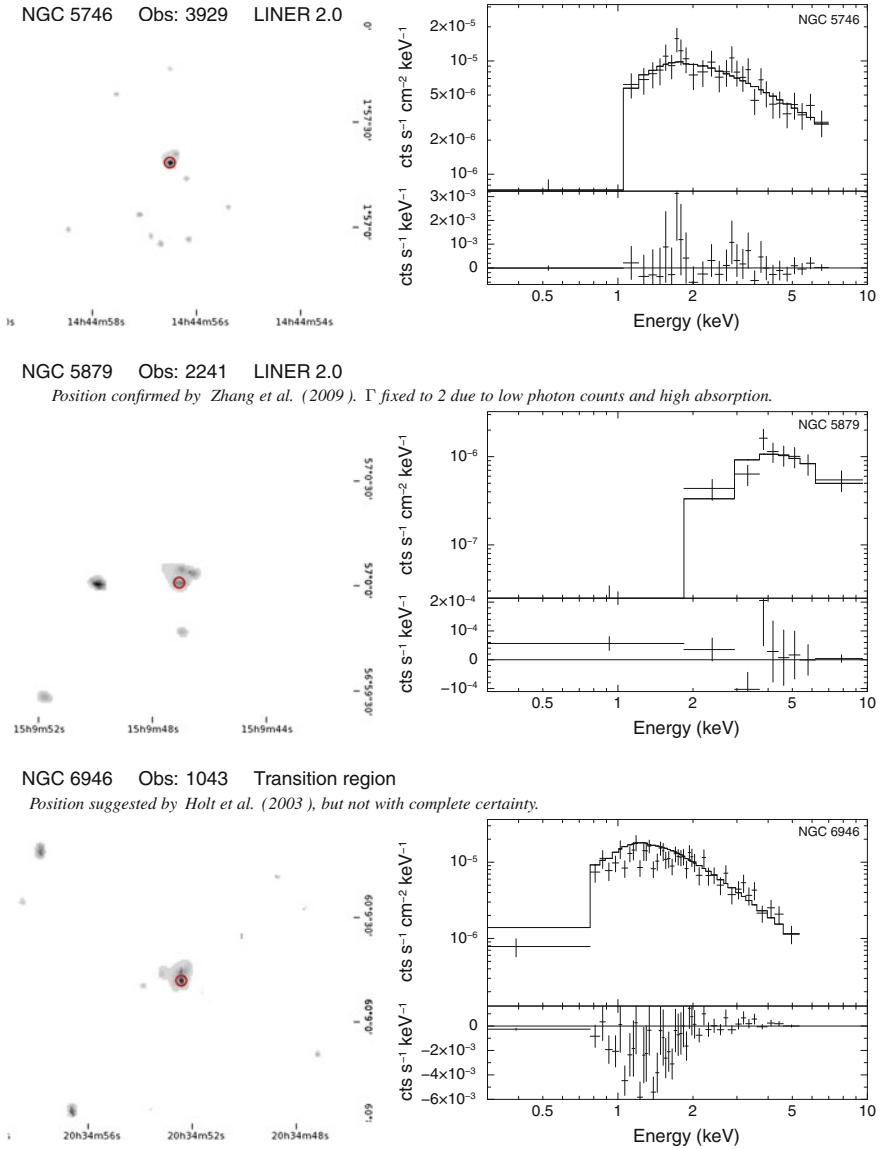 NGC 5746 Obs: 3929 LINER 2.0
NGC 5746
2×10⁻⁵
10⁻⁵
5×10⁻⁶
2×10⁻⁶
10⁻⁶
cts s⁻¹ cm⁻² keV⁻¹
3×10⁻³
2×10⁻³
10⁻³
0
cts s⁻¹ keV⁻¹
0.5 1 2 5 10
Energy (keV)
1°57'30"
1°57'0"
14h44m58s 14h44m56s 14h44m54s
NGC 5879 Obs: 2241 LINER 2.0
Position confirmed by Zhang et al. (2009). Γ fixed to 2 due to low photon counts and high absorption.
NGC 5879
10⁻⁶
10⁻⁷
cts s⁻¹ cm⁻² keV⁻¹
2×10⁻⁴
10⁻⁴
0
−10⁻⁴
cts s⁻¹ keV⁻¹
0.5 1 2 5 10
Energy (keV)
57°0'30"
57°0'0"
56°59'30"
15h9m52s 15h9m48s 15h9m44s
NGC 6946 Obs: 1043 Transition region
Position suggested by Holt et al. (2003), but not with complete certainty.
NGC 6946
10⁻⁵
10⁻⁶
cts s⁻¹ cm⁻² keV⁻¹
0
−2×10⁻³
−4×10⁻³
−6×10⁻³
cts s⁻¹ keV⁻¹
0.5 1 2 5 10
Energy (keV)
60°9'30"
60°9'0"
20h34m56s 20h34m52s 20h34m48s